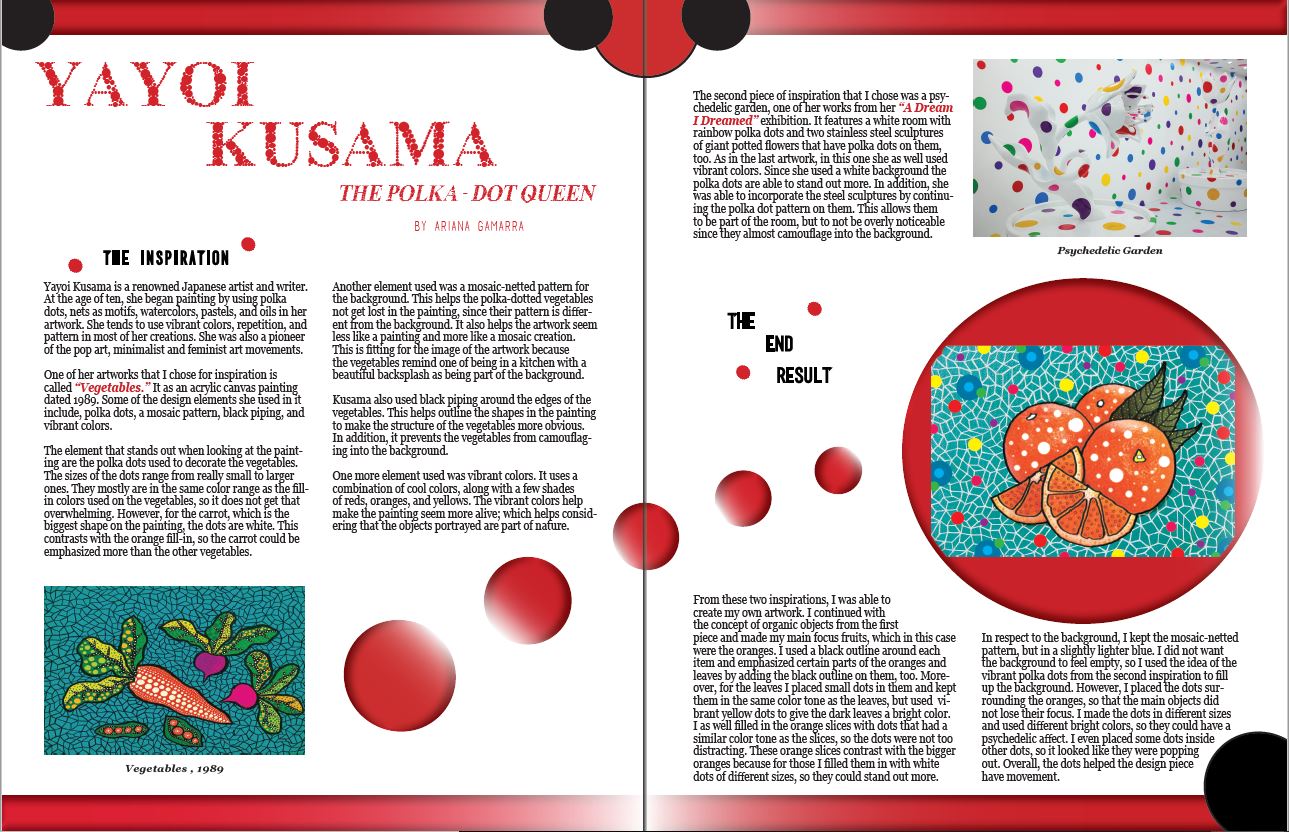 YAYOI
KUSAMA
THE POLKA - DOT QUEEN
BY ARIANA GAMARRA
THE INSPIRATION
Yayoi Kusama is a renowned Japanese artist and writer.
At the age of ten, she began painting by using polka
dots, nets as motifs, watercolors, pastels, and oils in her
artwork. She tends to use vibrant colors, repetition, and
pattern in most of her creations. She was also a pioneer
of the pop art, minimalist and feminist art movements.
One of her artworks that I chose for inspiration is
called “Vegetables.” It as an acrylic canvas painting
dated 1989. Some of the design elements she used in it
include, polka dots, a mosaic pattern, black piping, and
vibrant colors.
The element that stands out when looking at the paint-
ing are the polka dots used to decorate the vegetables.
The sizes of the dots range from really small to larger
ones. They mostly are in the same color range as the fill-
in colors used on the vegetables, so it does not get that
overwhelming. However, for the carrot, which is the
biggest shape on the painting, the dots are white. This
contrasts with the orange fill-in, so the carrot could be
emphasized more than the other vegetables.
Vegetables , 1989
Another element used was a mosaic-netted pattern for
the background. This helps the polka-dotted vegetables
not get lost in the painting, since their pattern is differ-
ent from the background. It also helps the artwork seem
less like a painting and more like a mosaic creation.
This is fitting for the image of the artwork because
the vegetables remind one of being in a kitchen with a
beautiful backsplash as being part of the background.
Kusama also used black piping around the edges of the
vegetables. This helps outline the shapes in the painting
to make the structure of the vegetables more obvious.
In addition, it prevents the vegetables from camouflag-
ing into the background.
One more element used was vibrant colors. It uses a
combination of cool colors, along with a few shades
of reds, oranges, and yellows. The vibrant colors help
make the painting seem more alive; which helps consid-
ering that the objects portrayed are part of nature.
The second piece of inspiration that I chose was a psy-
chedelic garden, one of her works from her “A Dream
I Dreamed” exhibition. It features a white room with
rainbow polka dots and two stainless steel sculptures
of giant potted flowers that have polka dots on them,
too. As in the last artwork, in this one she as well used
vibrant colors. Since she used a white background the
polka dots are able to stand out more. In addition, she
was able to incorporate the steel sculptures by continu-
ing the polka dot pattern on them. This allows them
to be part of the room, but to not be overly noticeable
since they almost camouflage into the background.
Psychedelic Garden
THE
END
RESULT
From these two inspirations, I was able to
create my own artwork. I continued with
the concept of organic objects from the first
piece and made my main focus fruits, which in this case
were the oranges. I used a black outline around each
item and emphasized certain parts of the oranges and
leaves by adding the black outline on them, too. More-
over, for the leaves I placed small dots in them and kept
them in the same color tone as the leaves, but used vi-
brant yellow dots to give the dark leaves a bright color.
I as well filled in the orange slices with dots that had a
similar color tone as the slices, so the dots were not too
distracting. These orange slices contrast with the bigger
oranges because for those I filled them in with white
dots of different sizes, so they could stand out more.
In respect to the background, I kept the mosaic-netted
pattern, but in a slightly lighter blue. I did not want
the background to feel empty, so I used the idea of the
vibrant polka dots from the second inspiration to fill
up the background. However, I placed the dots sur-
rounding the oranges, so that the main objects did
not lose their focus. I made the dots in different sizes
and used different bright colors, so they could have a
psychedelic affect. I even placed some dots inside
other dots, so it looked like they were popping
out. Overall, the dots helped the design piece
have movement.